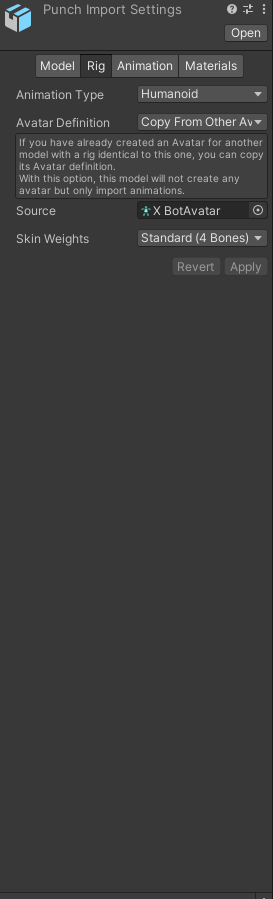 Punch Import Settings
Open
Model Rig Animation Materials
Animation Type Humanoid
Avatar Definition Copy From Other Av
If you have already created an Avatar for another
model with a rig identical to this one, you can copy
its Avatar definition.
With this option, this model will not create any
avatar but only import animations.
Source X BotAvatar
Skin Weights Standard (4 Bones)
Revert Apply